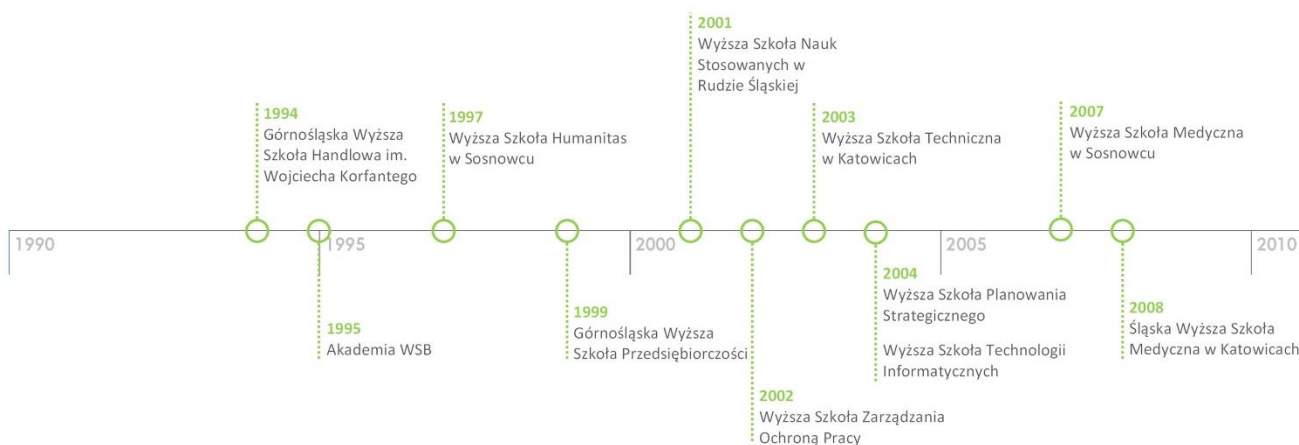 2001
Wyższa Szkoła Nauk
Stosowanych w
Rudzie Śląskiej
1994
Górnośląska Wyższa
Szkoła Handlowa im.
Wojciecha Korfantego
1997
Wyższa Szkoła Humanitas
w Sosnowcu
2003
Wyższa Szkoła Techniczna
w Katowicach
2007
Wyższa Szkoła Medyczna
w Sosnowcu
1990
1995
2000
2005
2010
1995
Akademia WSB
1999
Górnośląska Wyższa
Szkoła Przedsiębiorczości
2004
Wyższa Szkoła Planowania
Strategicznego
Wyższa Szkoła Technologii
Informatycznych
2008
Śląska Wyższa Szkoła
Medyczna w Katowicach
2002
Wyższa Szkoła Zarządzania
Ochroną Pracy